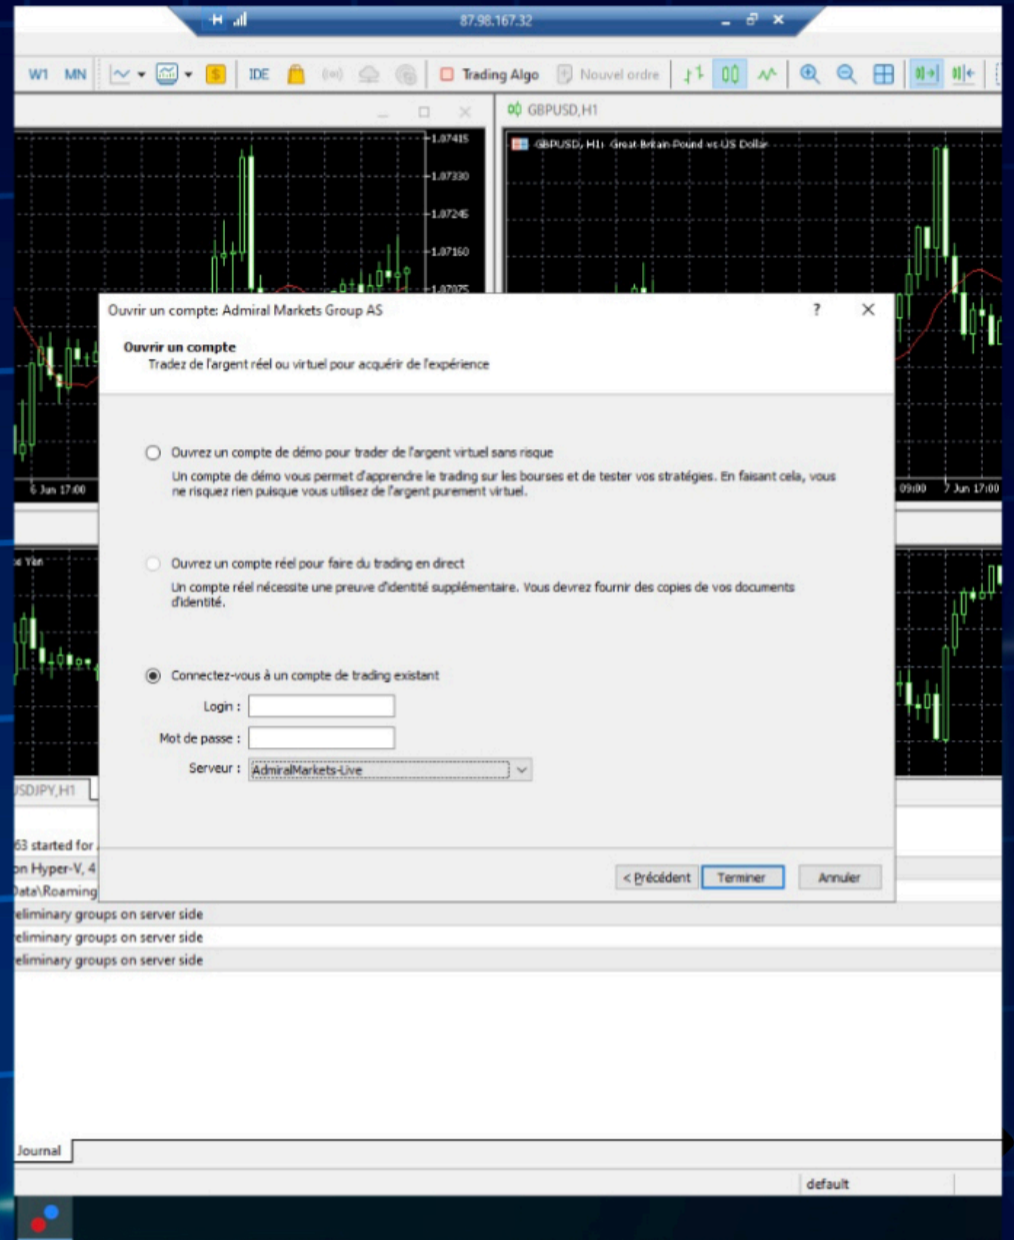 87.98.167.32
W1 MN IDE Trading Algo Nouvel ordre
GBPUSD,H1
1.07415
GBPUSD, H1: Great Britain Pound vs US Dollar
1.07330
1.07245
1.07160
1.07075
Ouvrir un compte: Admiral Markets Group AS
Ouvrir un compte
Tradez de l'argent réel ou virtuel pour acquérir de l'expérience
Ouvrez un compte de démo pour trader de l'argent virtuel sans risque
Un compte de démo vous permet d'apprendre le trading sur les bourses et de tester vos stratégies. En faisant cela, vous
ne risquez rien puisque vous utilisez de l'argent purement virtuel.
6 Jun 17:00
09:00 7 Jun 17:00
Yen
Ouvrez un compte réel pour faire du trading en direct
Un compte réel nécessite une preuve d'identité supplémentaire. Vous devrez fournir des copies de vos documents
d'identité.
Connectez-vous à un compte de trading existant
Login :
Mot de passe :
Serveur : AdmiralMarkets-Live
SDJPY,H1
63 started for
on Hyper-V, 4
Data\Roaming
< Précédent Terminer Annuler
eliminary groups on server side
eliminary groups on server side
eliminary groups on server side
Journal
default